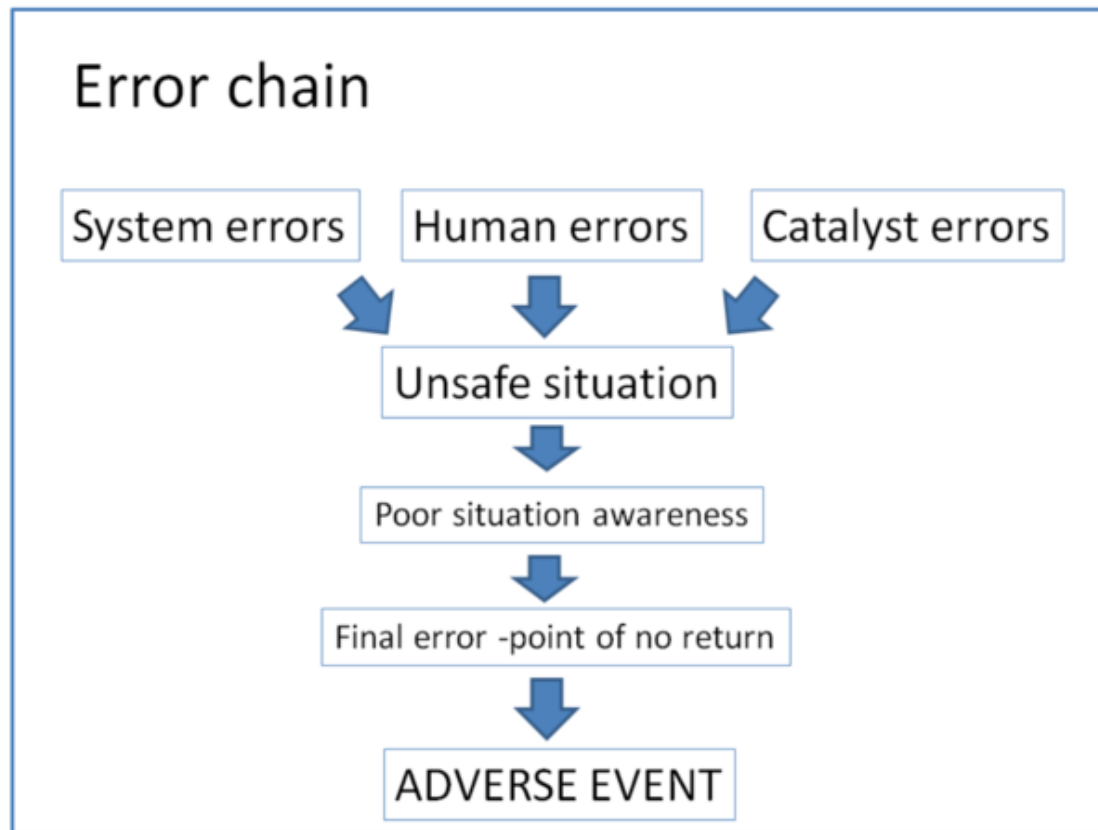 Error chain
System errors
Human errors
Catalyst errors
Unsafe situation
Poor situation awareness
Final error -point of no return
ADVERSE EVENT